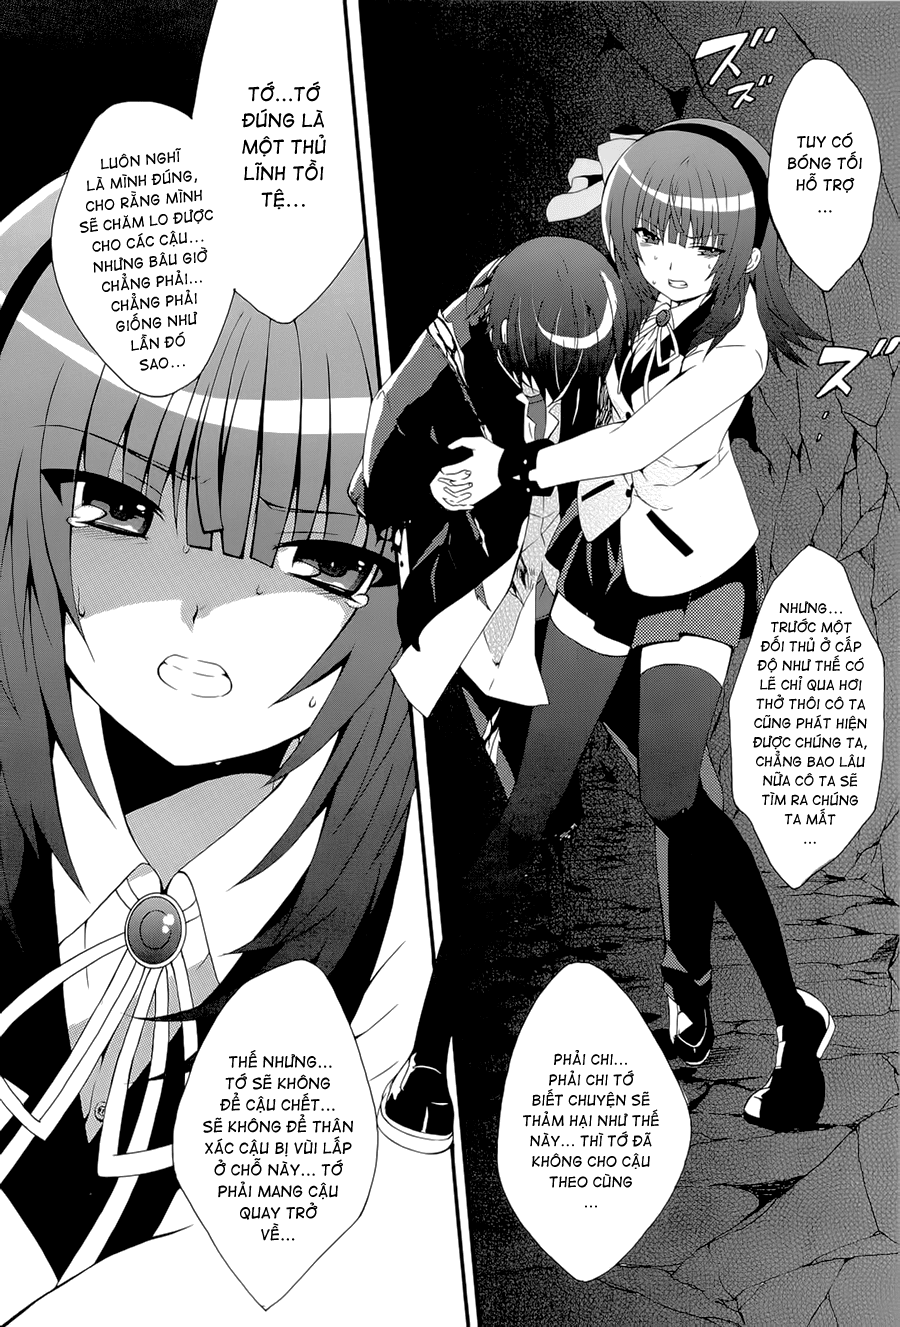 ズズ
TUY CÓ
BÓNG TỐI
HỖ TRỢ
...
ズズ...
NHƯNG...
TRƯỚC MỘT
ĐỐI THỦ Ở CẤP
ĐỘ NHƯ THẾ CÓ
LẼ CHỈ QUA HƠI
THỞ THÔI CÔ TA
CŨNG PHÁT HIỆN
ĐƯỢC CHÚNG TA,
CHẲNG BAO LÂU
NỮA CÔ TA SẼ
TÌM RA CHÚNG
TA MẤT
...
PHẢI CHI...
PHẢI CHI TỚ
BIẾT CHUYỆN SẼ
THẢM HẠI NHƯ THẾ
NÀY... THÌ TỚ ĐÃ
KHÔNG CHO CẬU
THEO CÙNG
...
TỚ...TỚ
ĐÚNG LÀ
MỘT THỦ
LĨNH TỒI
TỆ...
LUÔN NGHĨ
LÀ MÌNH ĐÚNG,
CHO RẰNG MÌNH
SẼ CHĂM LO ĐƯỢC
CHO CÁC CẬU...
NHƯNG BÂU GIỜ
CHẲNG PHẢI...
CHẲNG PHẢI
GIỐNG NHƯ
LẦN ĐÓ
SAO...
THẾ NHƯNG...
TỚ SẼ KHÔNG
ĐỂ CẬU CHẾT...
SẼ KHÔNG ĐỂ THÂN
XÁC CẬU BỊ VÙI LẤP
Ở CHỖ NÀY... TỚ
PHẢI MANG CẬU
QUAY TRỞ
VỀ...